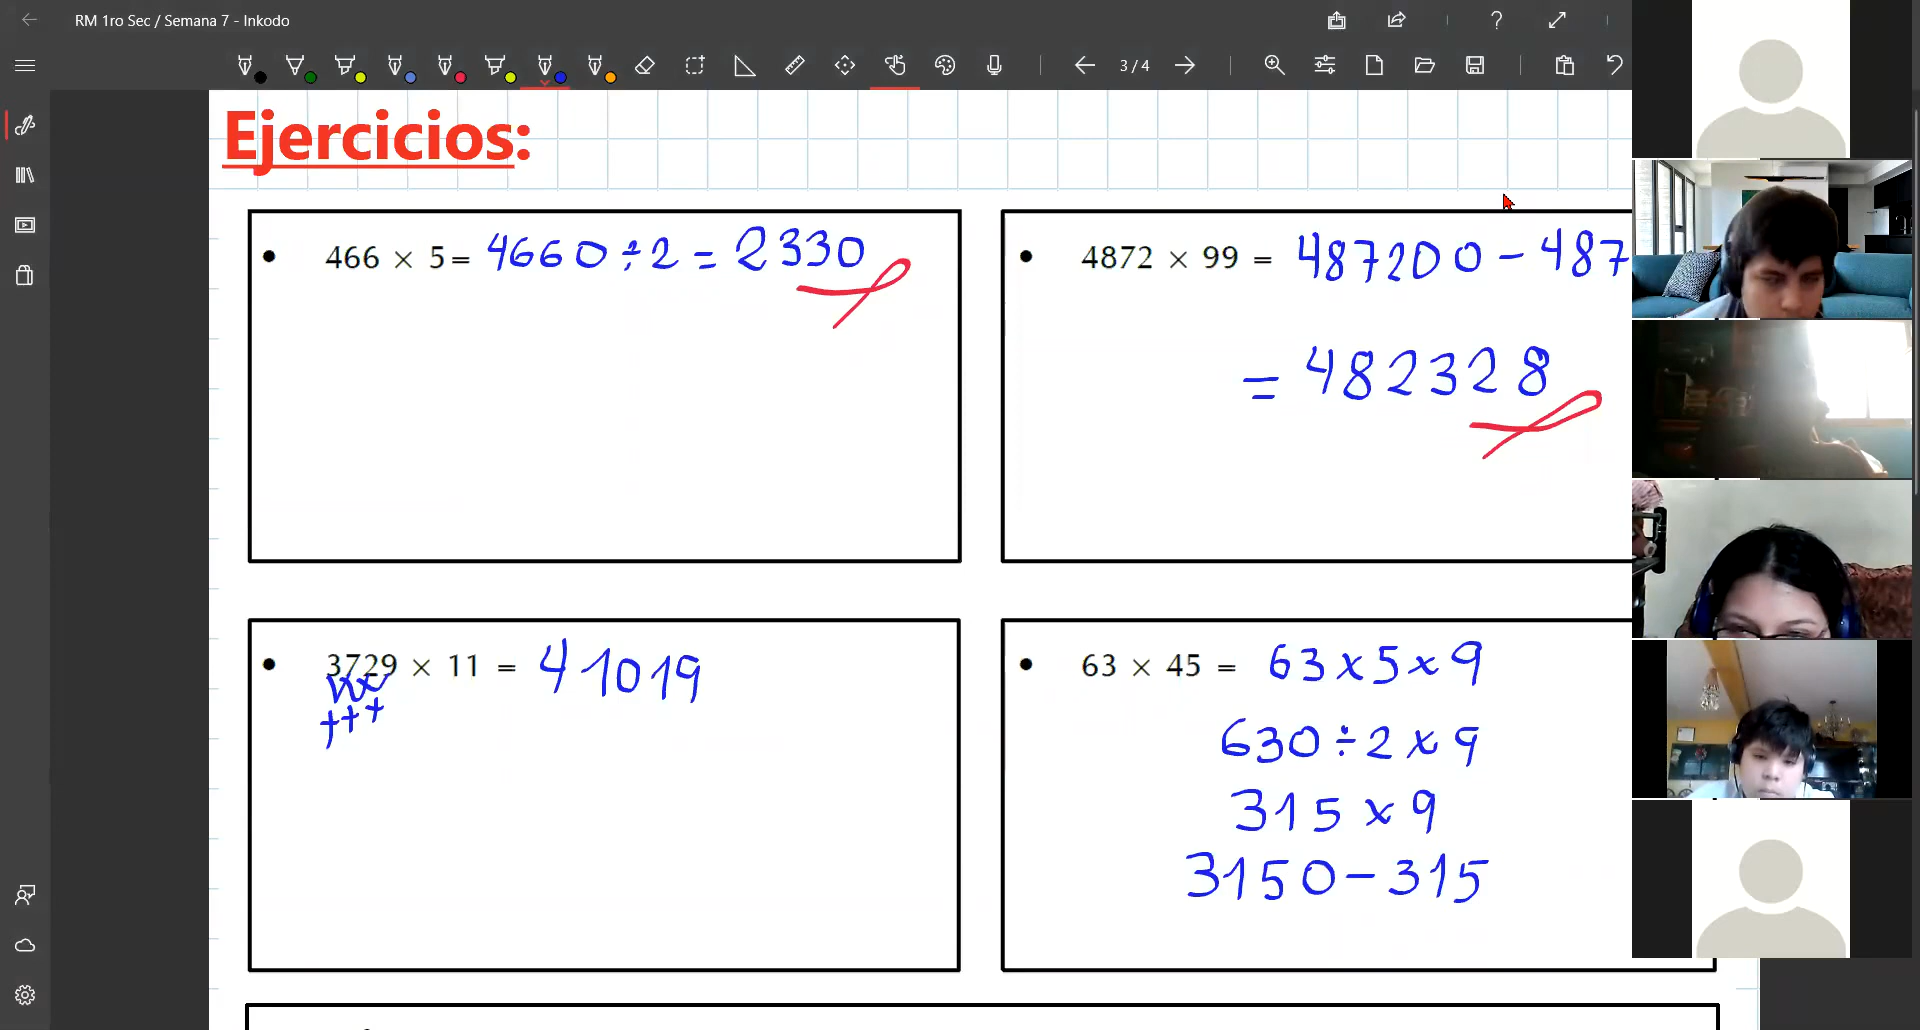 RM 1ro Sec / Semana 7 - Inkodo
3 / 4
Ejercicios:
• 466 × 5 = 4660 ÷ 2 = 2330
• 4872 × 99 = 487200 - 487
= 482328
• 3729 × 11 = 41019
+ + +
• 63 × 45 = 63 × 5 × 9
630 ÷ 2 × 9
315 × 9
3150 - 315